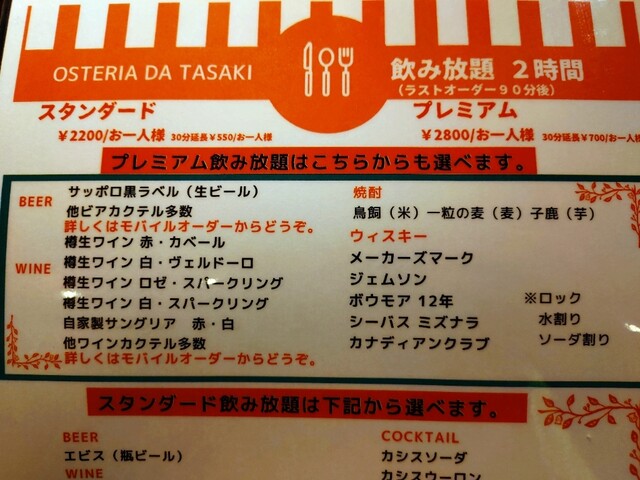 OSTERIA DA TASAKI
飲み放題 2時間
（ラストオーダー90分後）
スタンダード
¥2200/お一人様 30分延長¥550/お一人様
プレミアム
¥2800/お一人様 30分延長¥700/お一人様
プレミアム飲み放題はこちらからも選べます。
BEER
サッポロ黒ラベル（生ビール）
他ビアカクテル多数
詳しくはモバイルオーダーからどうぞ。
WINE
樽生ワイン 赤・カベール
樽生ワイン 白・ヴェルドーロ
樽生ワイン ロゼ・スパークリング
樽生ワイン 白・スパークリング
自家製サングリア 赤・白
他ワインカクテル多数
詳しくはモバイルオーダーからどうぞ。
焼酎
鳥飼（米）一粒の麦（麦）子鹿（芋）
ウィスキー
メーカーズマーク
ジェムソン
ボウモア 12年
シーバス ミズナラ
カナディアンクラブ
※ロック
水割り
ソーダ割り
スタンダード飲み放題は下記から選べます。
BEER
エビス（瓶ビール）
WINE
COCKTAIL
カシスソーダ
カシスウーロン